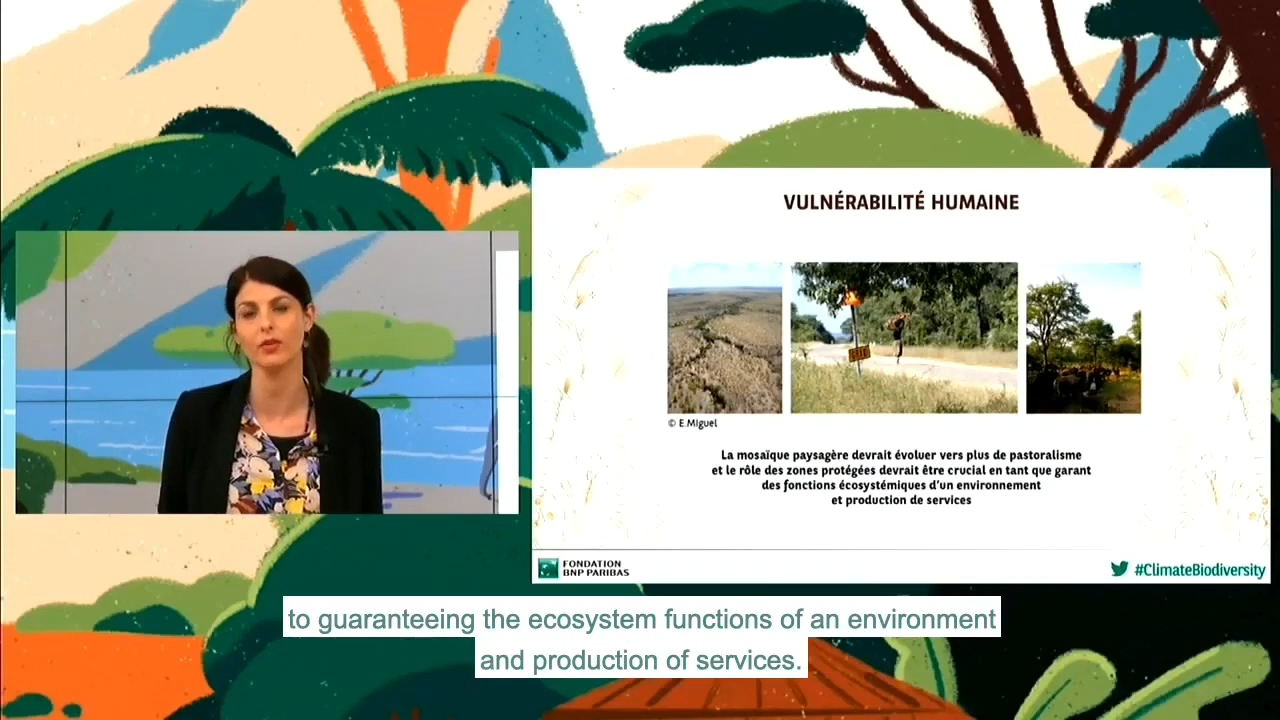 VULNÉRABILITÉ HUMAINE
© E.Miguel
La mosaïque paysagère devrait évoluer vers plus de pastoralisme
et le rôle des zones protégées devrait être crucial en tant que garant
des fonctions écosystémiques d'un environnement
et production de services
FONDATION
BNP PARIBAS
#ClimateBiodiversity
to guaranteeing the ecosystem functions of an environment
and production of services.